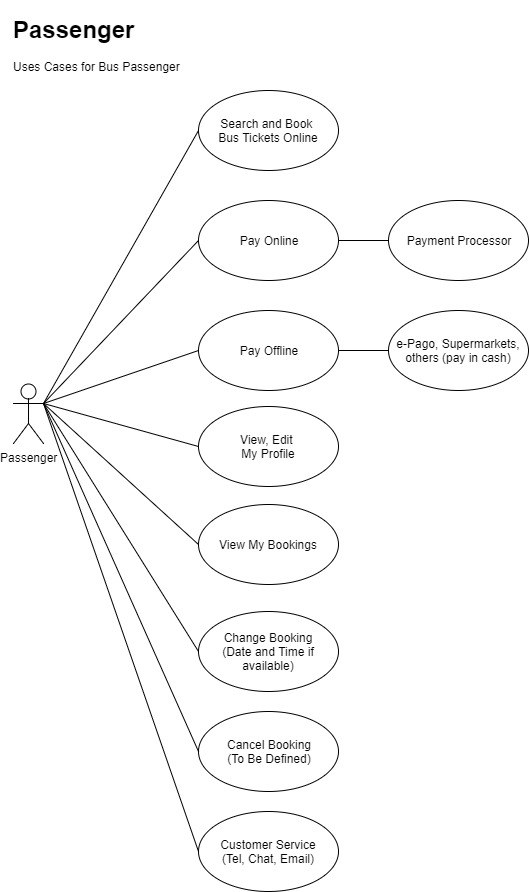 Passenger
Uses Cases for Bus Passenger
Search and Book
Bus Tickets Online
Pay Online
Payment Processor
Pay Offline
e-Pago, Supermarkets,
others (pay in cash)
Passenger
View, Edit
My Profile
View My Bookings
Change Booking
(Date and Time if
available)
Cancel Booking
(To Be Defined)
Customer Service
(Tel, Chat, Email)